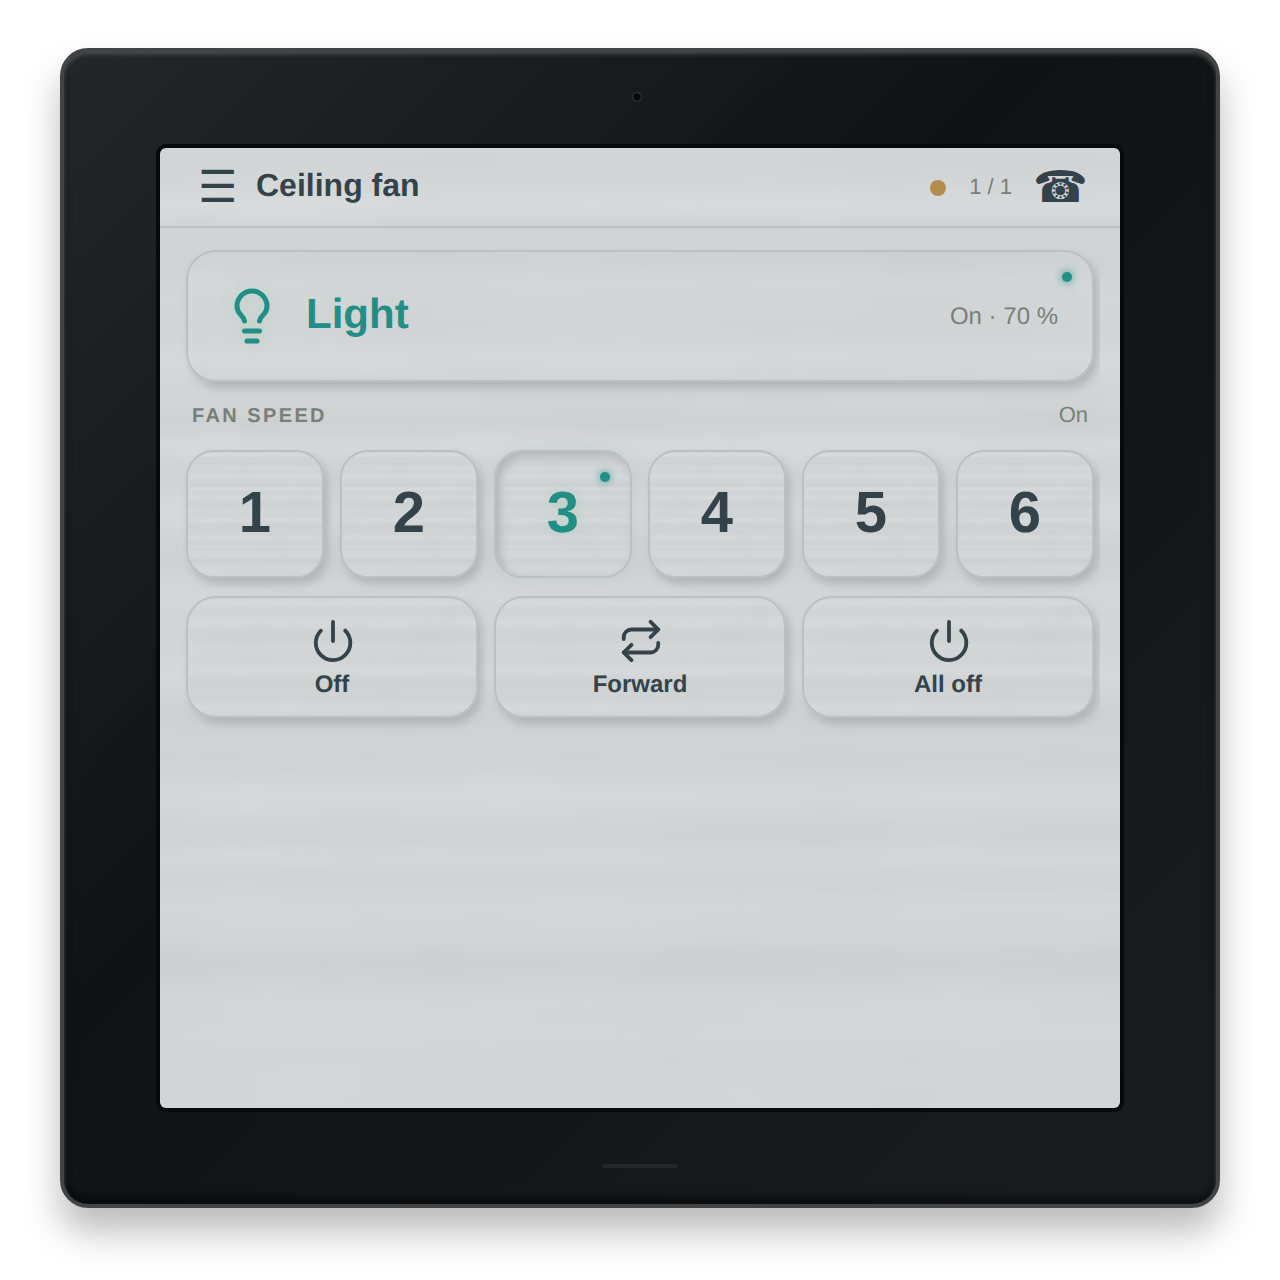 Ceiling fan
1 / 1
Light
On · 70 %
FAN SPEED
On
1 2 3 4 5 6
Off
Forward
All off